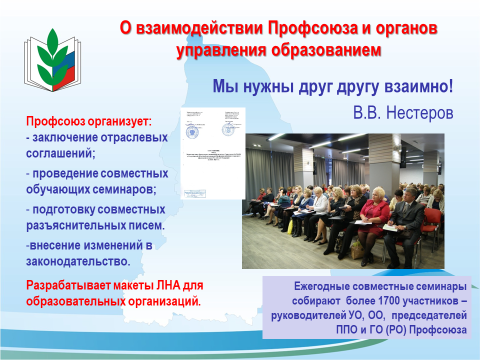 О взаимодействии Профсоюза и органов
управления образованием
Мы нужны друг другу взаимно!
В.В. Нестеров
Профсоюз организует:
- заключение отраслевых
соглашений;
- проведение совместных
обучающих семинаров;
- подготовку совместных
разъяснительных писем.
-внесение изменений в
законодательство.
Разрабатывает макеты ЛНА для
образовательных организаций.
Ежегодные совместные семинары
собирают более 1700 участников –
руководителей УО, ОО, председателей
ППО и ГО (РО) Профсоюза